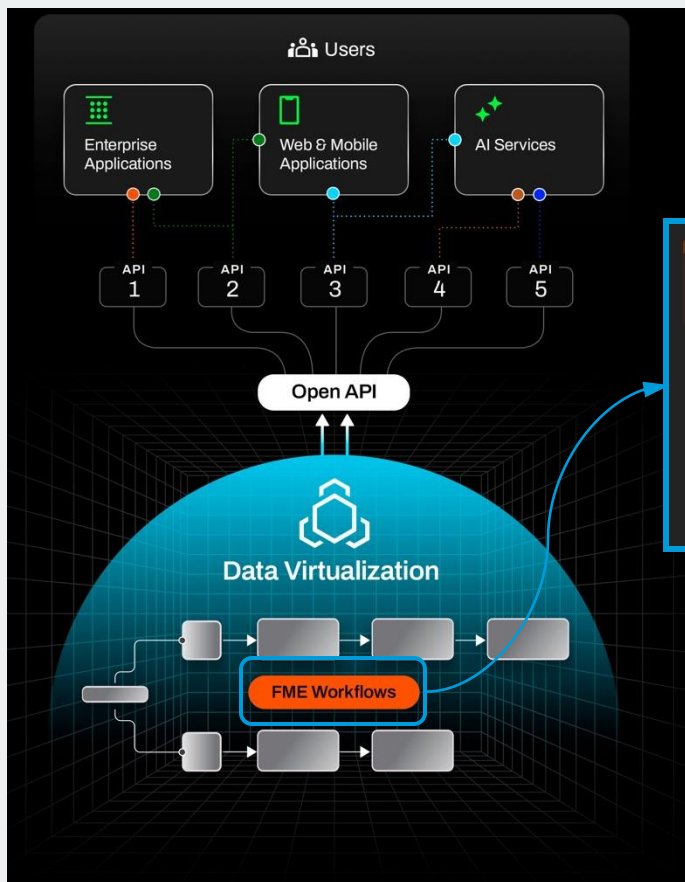 Users
Enterprise
Applications
Web & Mobile
Applications
AI Services
API
1
API
2
API
3
API
4
API
5
Open API
Data Virtualization
FME Workflows